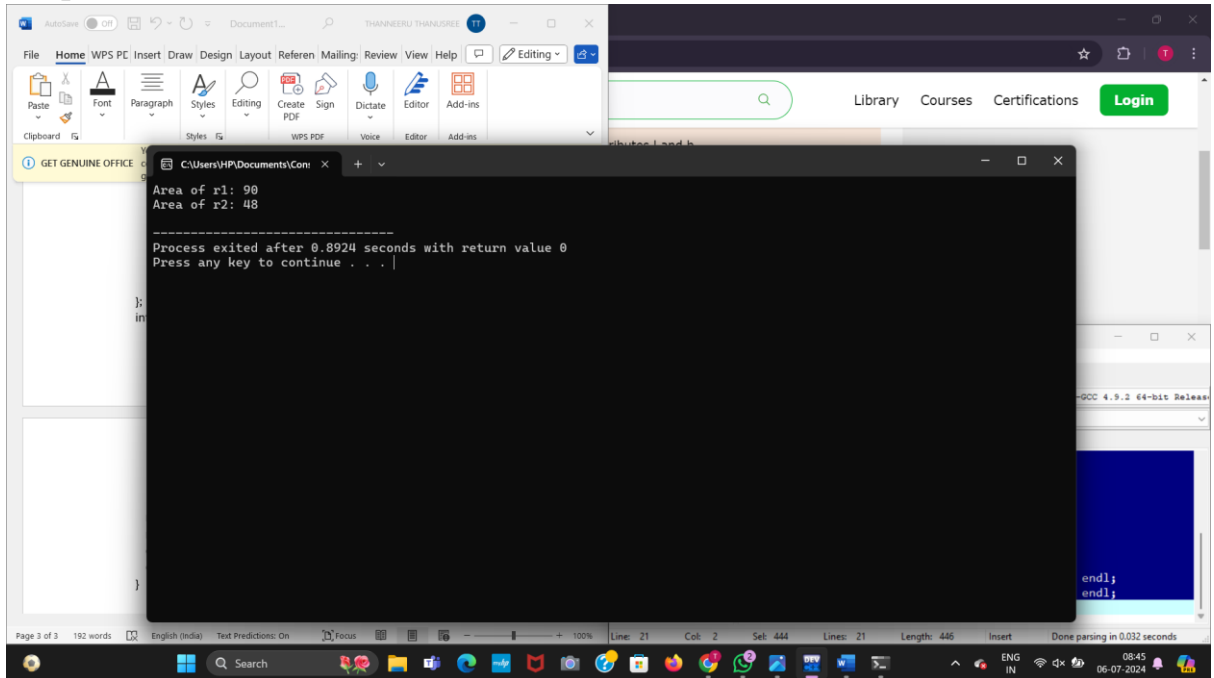 AutoSave Off Document1... THANNEERU THANUSREE TT
File Home WPS PE Insert Draw Design Layout Referen Mailing: Review View Help Editing
Paste Font Paragraph Styles Editing Create PDF Sign Dictate Editor Add-ins
Clipboard Styles WPS PDF Voice Editor Add-ins
GET GENUINE OFFICE
Library Courses Certifications Login
C:\Users\HP\Documents\Con:
Area of r1: 90
Area of r2: 48
--------------------------------
Process exited after 0.8924 seconds with return value 0
Press any key to continue . . .
};
in
}
-GCC 4.9.2 64-bit Releas
endl;
endl;
Page 3 of 3 192 words English (India) Text Predictions: On Focus 100%
Line: 21 Col: 2 Sel: 444 Lines: 21 Length: 446 Insert Done parsing in 0.032 seconds
Search
ENG
IN
08:45
06-07-2024